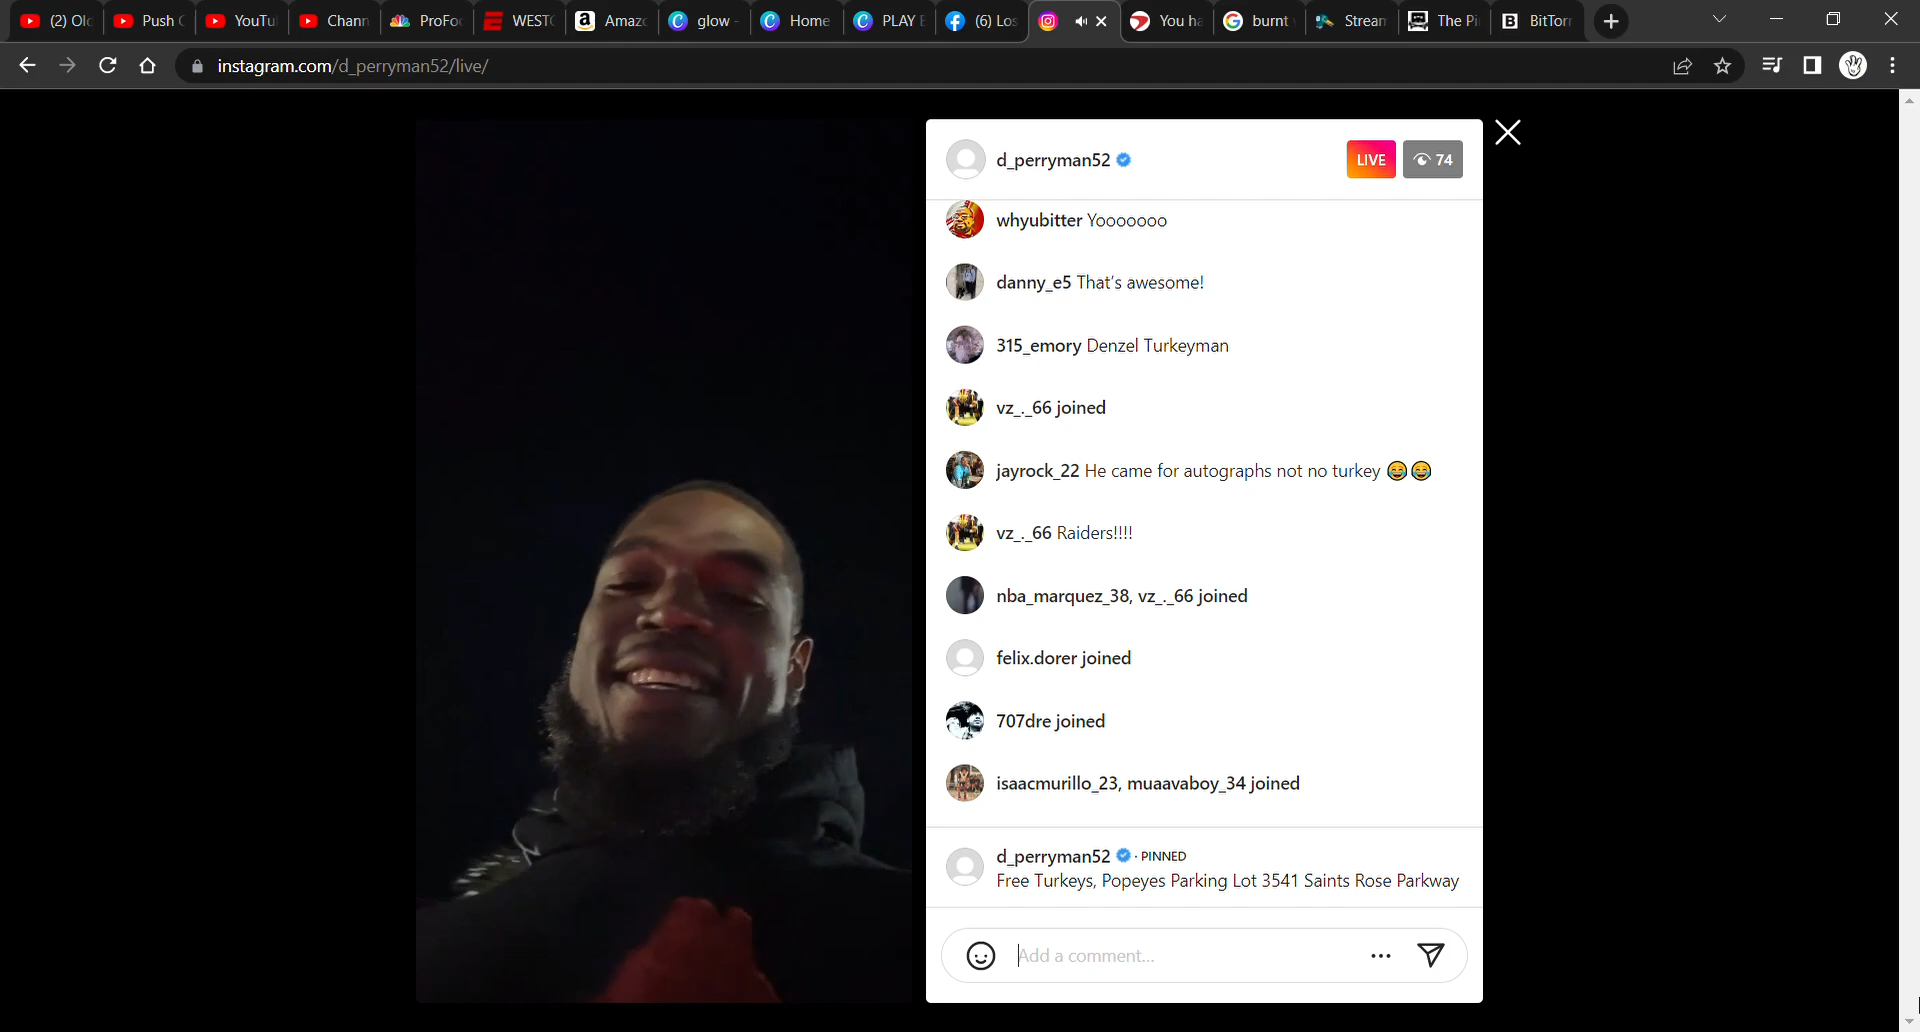 (2) Old
Push
YouTu
Chann
ProFoo
WESTC
Amazo
glow -
Home
PLAY
(6) Los
You ha
burnt
Stream
The Pi
BitTorr
instagram.com/d_perryman52/live/
d_perryman52
LIVE
74
whyubitter Yooooooo
danny_e5 That's awesome!
315_emory Denzel Turkeyman
vz_._66 joined
jayrock_22 He came for autographs not no turkey 😂😂
vz_._66 Raiders!!!!
nba_marquez_38, vz_._66 joined
felix.dorer joined
707dre joined
isaacmurillo_23, muaavaboy_34 joined
d_perryman52 · PINNED
Free Turkeys, Popeyes Parking Lot 3541 Saints Rose Parkway
Add a comment...